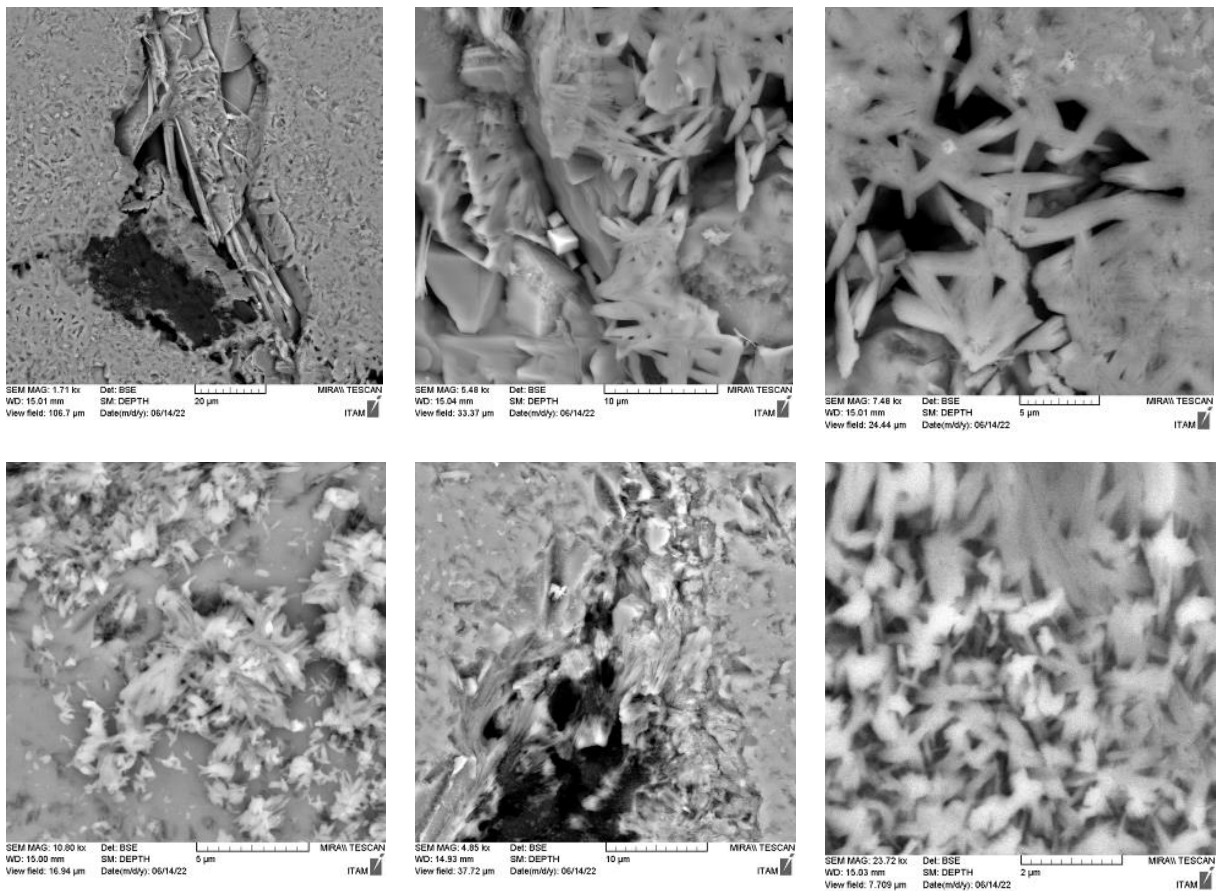 SEM MAG: 1.71 kx Det: BSE MIRA\\ TESCAN
WD: 15.01 mm SM: DEPTH 20 µm
View field: 106.7 µm Date(m/d/y): 06/14/22 ITAM
SEM MAG: 5.48 kx Det: BSE MIRA\\ TESCAN
WD: 15.04 mm SM: DEPTH 10 µm
View field: 33.37 µm Date(m/d/y): 06/14/22 ITAM
SEM MAG: 7.48 kx Det: BSE MIRA\\ TESCAN
WD: 15.01 mm SM: DEPTH 5 µm
View field: 24.44 µm Date(m/d/y): 06/14/22 ITAM
SEM MAG: 10.80 kx Det: BSE MIRA\\ TESCAN
WD: 15.00 mm SM: DEPTH 5 µm
View field: 16.94 µm Date(m/d/y): 06/14/22 ITAM
SEM MAG: 4.85 kx Det: BSE MIRA\\ TESCAN
WD: 14.93 mm SM: DEPTH 10 µm
View field: 37.72 µm Date(m/d/y): 06/14/22 ITAM
SEM MAG: 23.72 kx Det: BSE MIRA\\ TESCAN
WD: 15.03 mm SM: DEPTH 2 µm
View field: 7.709 µm Date(m/d/y): 06/14/22 ITAM